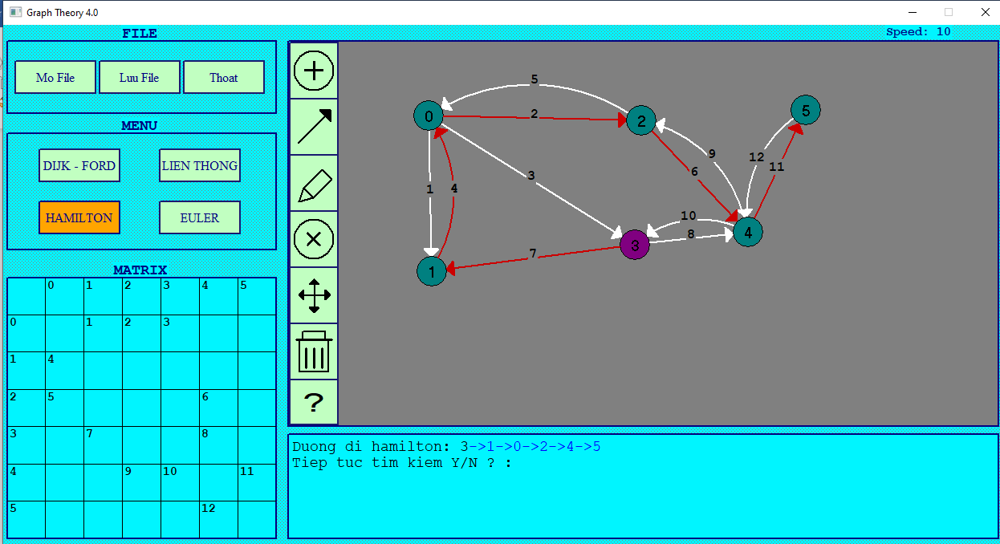 Graph Theory 4.0
Speed: 10
FILE
Mo File Luu File Thoat
MENU
DIJK - FORD LIEN THONG
HAMILTON EULER
MATRIX
0 1 2 3 4 5
0 1 2 3
1 4
2 5 6
3 7 8
4 9 10 11
5 12
5
0 2 2 5
9 12
6 11
3
1 4
10
8 4
3
7
1
?
Duong di hamilton: 3->1->0->2->4->5
Tiep tuc tim kiem Y/N ? :